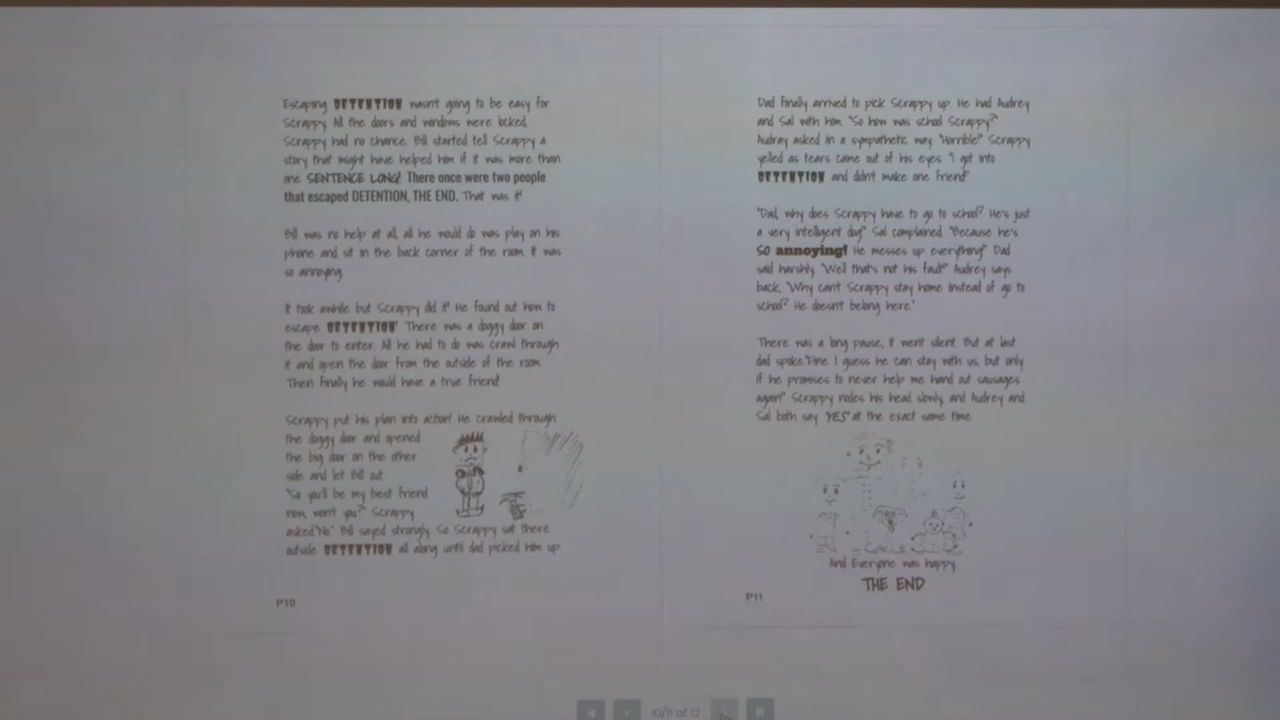 Escaping DETENTION wasn't going to be easy for
Scrappy. All the doors and windows were locked,
Scrappy had no chance. Bill started tell Scrappy a
story that might have helped him if it was more than
one SENTENCE LONG! There once were two people
that escaped DETENTION, THE END. That was it!
Bill was no help at all, all he would do was play on his
phone and sit in the back corner of the room. It was
so annoying.
It took awhile but Scrappy did it! He found out how to
escape DETENTION! There was a doggy door on
the door to enter. All he had to do was crawl through
it and open the door from the outside of the room.
Then finally he would have a true friend!
Scrappy put his plan into action! He crawled through
the doggy door and opened
the big door on the other
side and let Bill out.
"So you'll be my best friend
now, won't you?" Scrappy
asked."No." Bill sayed strongly. So Scrappy sat there
outside DETENTION all along until dad picked him up.
P10
Dad finally arrived to pick Scrappy up. He had Audrey
and Sal with him. "So how was school Scrappy?"
Audrey asked in a sympathetic way. "Horrible!" Scrappy
yelled as tears came out of his eyes. "I got into
DETENTION and didn't make one friend!"
"Dad, why does Scrappy have to go to school? He's just
a very intelligent dog!" Sal complained. "Because he's
SO annoying! He messes up everything!" Dad
said harshly. "Well that's not his fault!" Audrey says
back. "Why can't Scrappy stay home instead of go to
school? He doesn't belong here."
There was a long pause, it went silent. But at last
dad spoke."Fine I guess he can stay with us, but only
if he promises to never help me hand out sausages
again!" Scrappy nodes his head slowly, and Audrey and
Sal both say "YES" at the exact same time.
And Everyone was happy.
THE END
P11
10/11 of 12